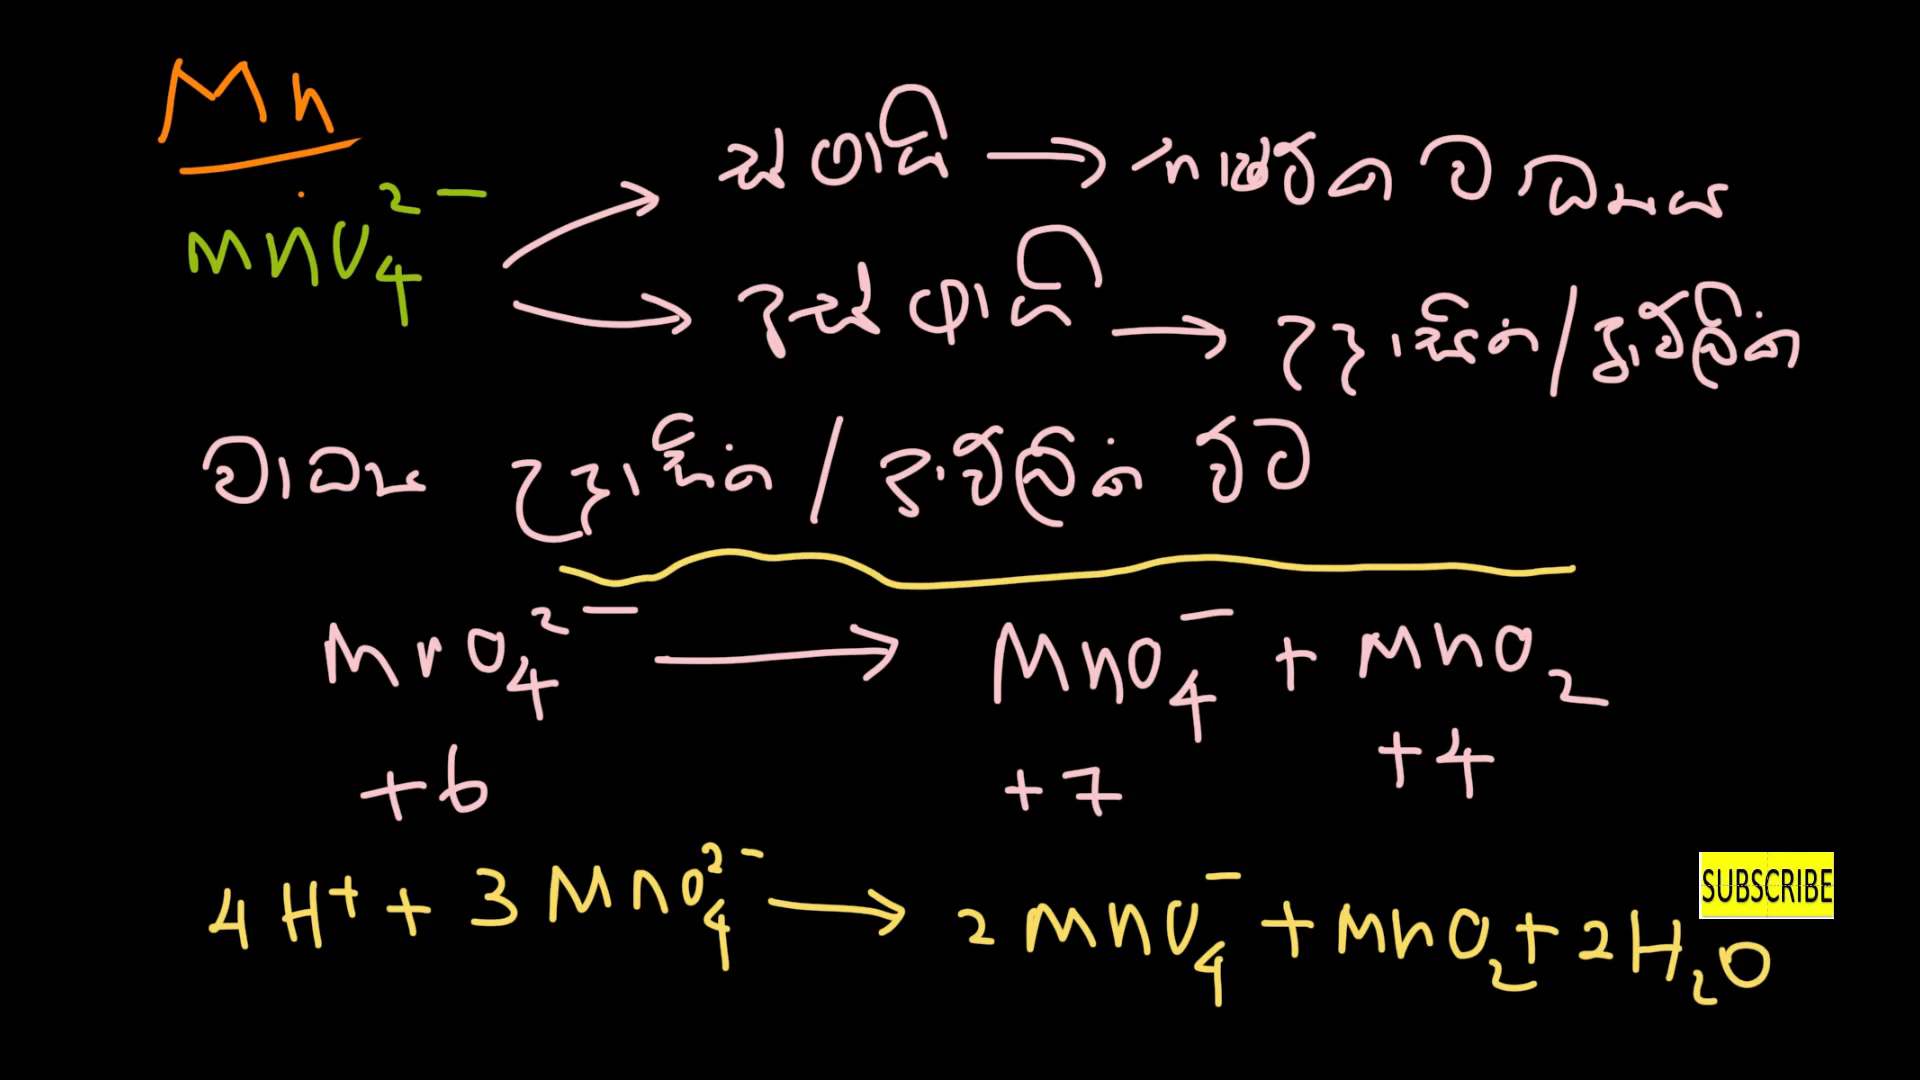 Mn
MnO₄²⁻
ස්ථායි → භාෂ්මික මාධ්‍යය
අස්ථායි → උදාසීන/ආම්ලික
මාධ්‍ය උදාසීන / ආම්ලික විට
MnO₄²⁻ → MnO₄⁻ + MnO₂
+6 +7 +4
4H⁺ + 3MnO₄²⁻ → 2MnO₄⁻ + MnO₂ + 2H₂O
SUBSCRIBE